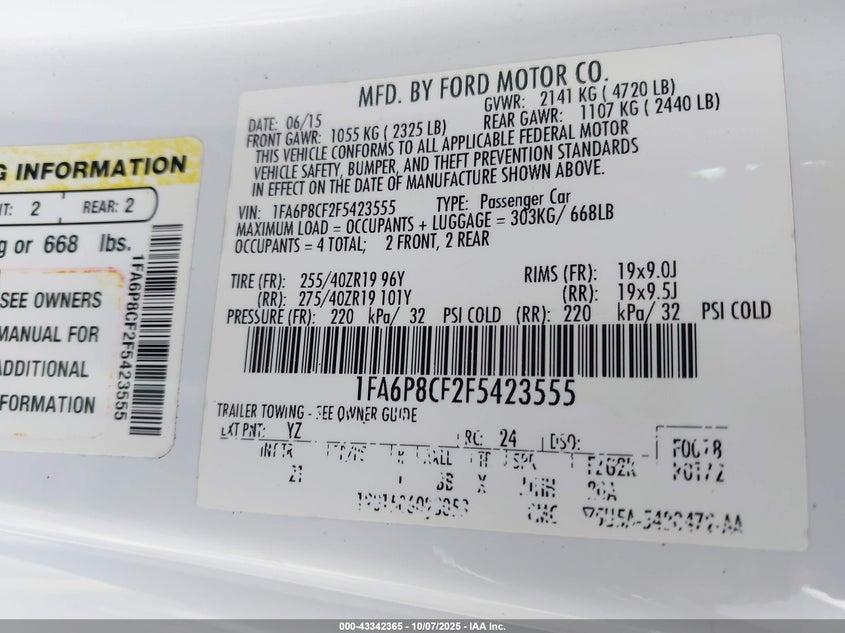 MFD. BY FORD MOTOR CO.
DATE: 06/15 GVWR: 2141 KG ( 4720 LB)
FRONT GAWR: 1055 KG ( 2325 LB) REAR GAWR: 1107 KG ( 2440 LB)
THIS VEHICLE CONFORMS TO ALL APPLICABLE FEDERAL MOTOR
VEHICLE SAFETY, BUMPER, AND THEFT PREVENTION STANDARDS
IN EFFECT ON THE DATE OF MANUFACTURE SHOWN ABOVE.
VIN: 1FA6P8CF2F5423555 TYPE: Passenger Car
MAXIMUM LOAD = OCCUPANTS + LUGGAGE = 303KG/ 668LB
OCCUPANTS = 4 TOTAL; 2 FRONT, 2 REAR
TIRE (FR): 255/40ZR19 96Y RIMS (FR): 19x9.0J
(RR): 275/40ZR19 101Y (RR): 19x9.5J
PRESSURE (FR): 220 kPa/ 32 PSI COLD (RR): 220 kPa/ 32 PSI COLD
1FA6P8CF2F5423555
TRAILER TOWING - SEE OWNER GUIDE
EXT PNT: YZ RC: 24 DSO:
21
G INFORMATION
NT: 2 REAR: 2
g or 668 lbs.
SEE OWNERS
MANUAL FOR
ADDITIONAL
FORMATION
1FA6P8CF2F5423555
000-43342365 - 10/07/2025 - IAA Inc.